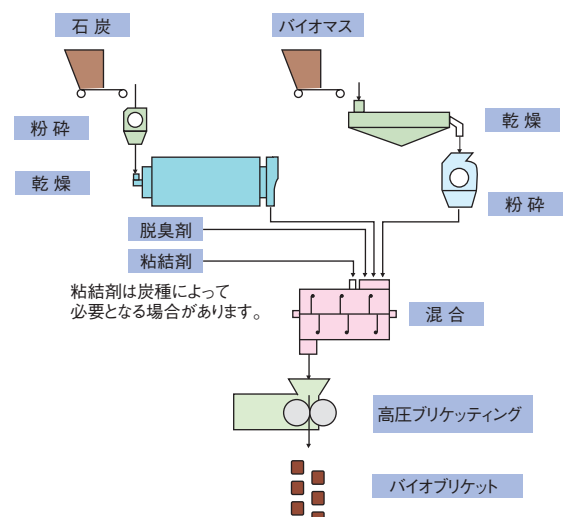 石 炭
バイオマス
粉 砕
乾 燥
乾 燥
粉 砕
脱臭剤
粘結剤
粘結剤は炭種によって
必要となる場合があります。
混 合
高圧ブリケッティング
バイオブリケット